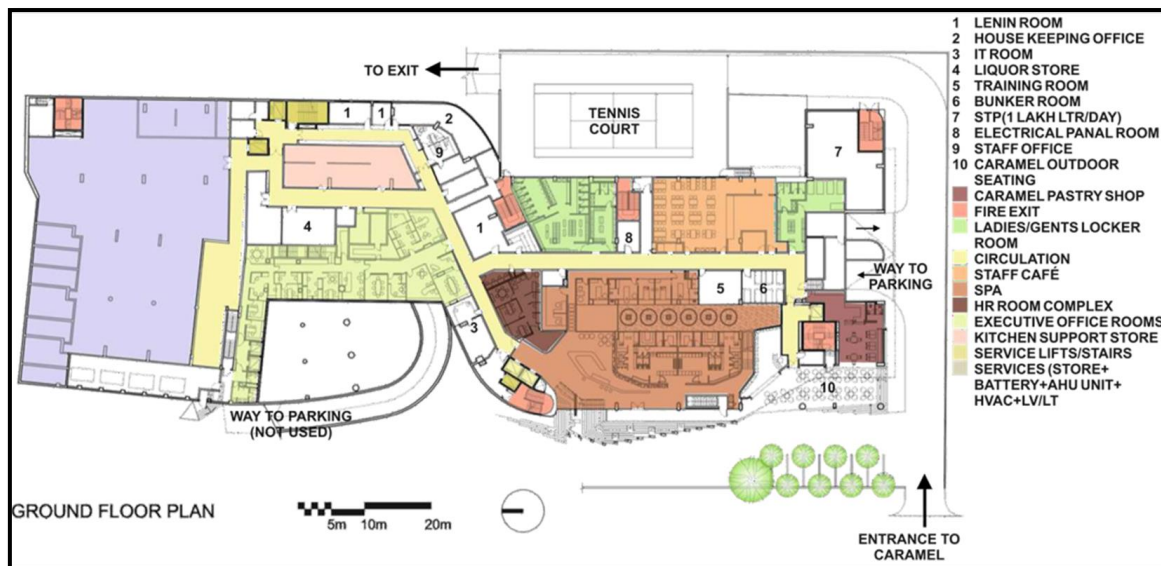 TO EXIT
TENNIS
COURT
1
1
2
9
7
4
1
8
5
6
3
10
WAY TO
PARKING
WAY TO PARKING
(NOT USED)
GROUND FLOOR PLAN
5m 10m 20m
ENTRANCE TO
CARAMEL
1 LENIN ROOM
2 HOUSE KEEPING OFFICE
3 IT ROOM
4 LIQUOR STORE
5 TRAINING ROOM
6 BUNKER ROOM
7 STP(1 LAKH LTR/DAY)
8 ELECTRICAL PANAL ROOM
9 STAFF OFFICE
10 CARAMEL OUTDOOR
SEATING
CARAMEL PASTRY SHOP
FIRE EXIT
LADIES/GENTS LOCKER
ROOM
CIRCULATION
STAFF CAFÉ
SPA
HR ROOM COMPLEX
EXECUTIVE OFFICE ROOMS
KITCHEN SUPPORT STORE
SERVICE LIFTS/STAIRS
SERVICES (STORE+
BATTERY+AHU UNIT+
HVAC+LV/LT